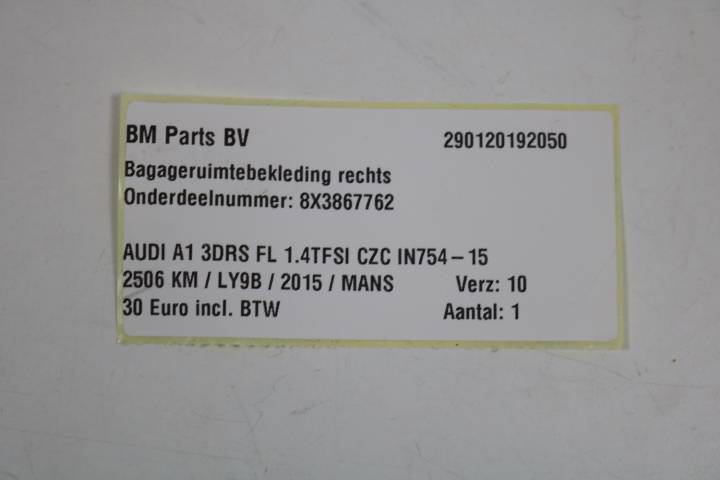 BM Parts BV 290120192050
Bagageruimtebekleding rechts
Onderdeelnummer: 8X3867762
AUDI A1 3DRS FL 1.4TFSI CZC IN754-15
2506 KM / LY9B / 2015 / MANS Verz: 10
30 Euro incl. BTW Aantal: 1